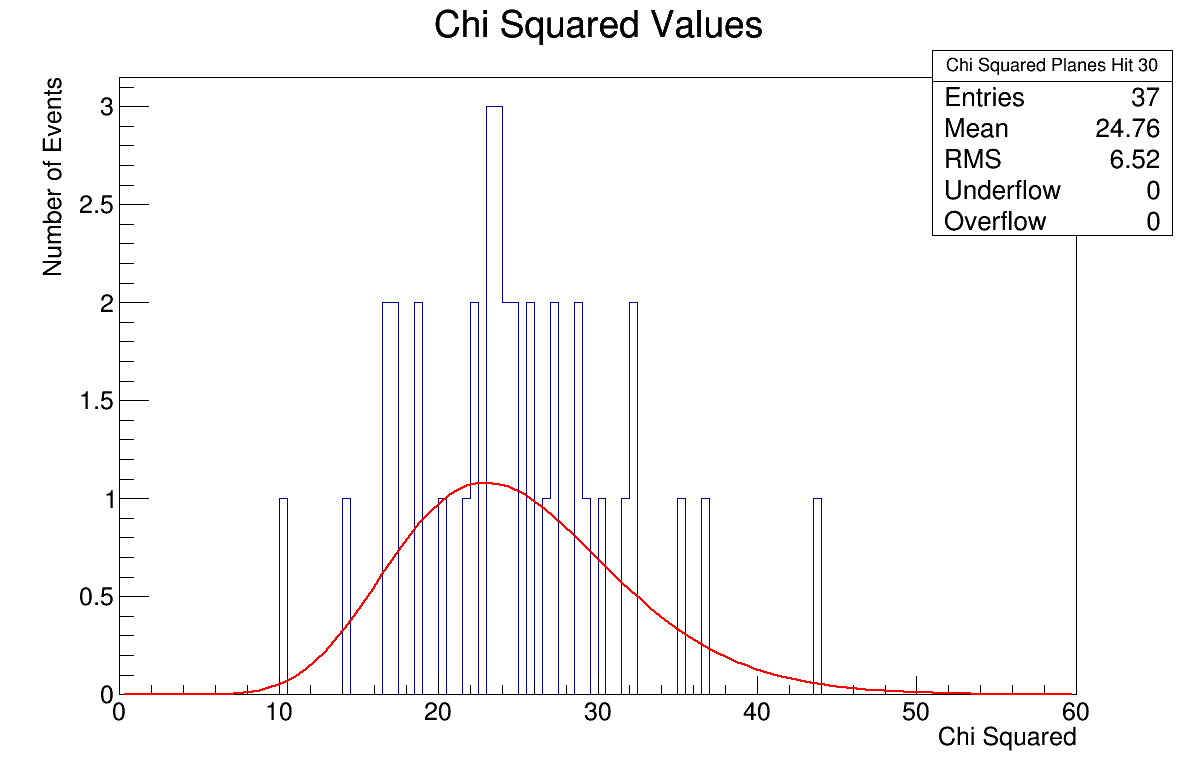 Chi Squared Values
Chi Squared Planes Hit 30
Entries 37
Mean 24.76
RMS 6.52
Underflow 0
Overflow 0
Number of Events
3
2.5
2
1.5
1
0.5
0
0 10 20 30 40 50 60
Chi Squared